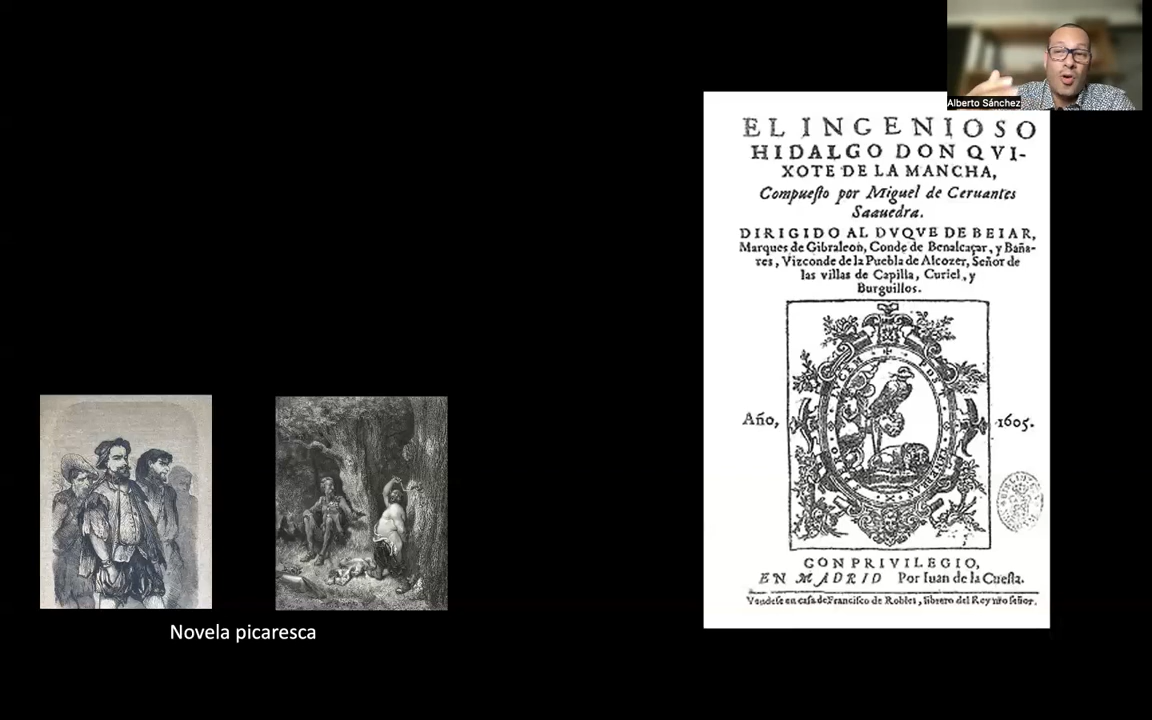 Alberto Sánchez
EL INGENIOSO
HIDALGO DON QVI-
XOTE DE LA MANCHA,
Compuesto por Miguel de Ceruantes
Saauedra.
DIRIGIDO AL DVQVE DE BEIAR,
Marques de Gibraleon, Conde de Benalcaçar, y Baña-
res, Vizconde de la Puebla de Alcozer, Señor de
las villas de Capilla, Curiel, y
Burguillos.
Año,
1605.
CON PRIVILEGIO,
EN MADRID Por Iuan de la Cuesta.
Vendese en casa de Francisco de Robles, librero del Rey nro señor.
Novela picaresca